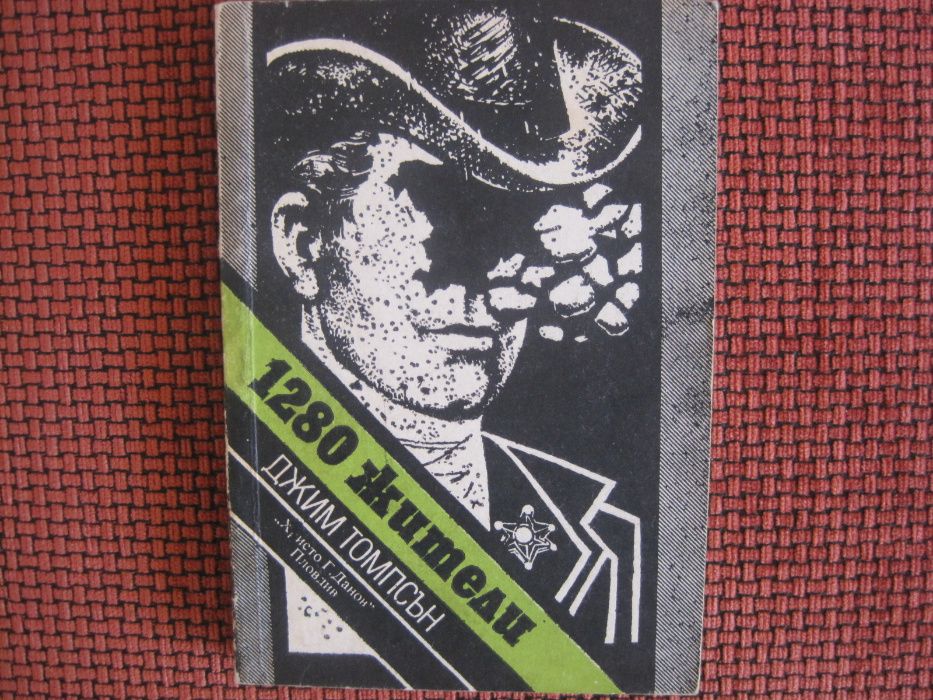 1280 жители
ДЖИМ ТОМПСЪН
„Христо Г. Данов“
Пловдив